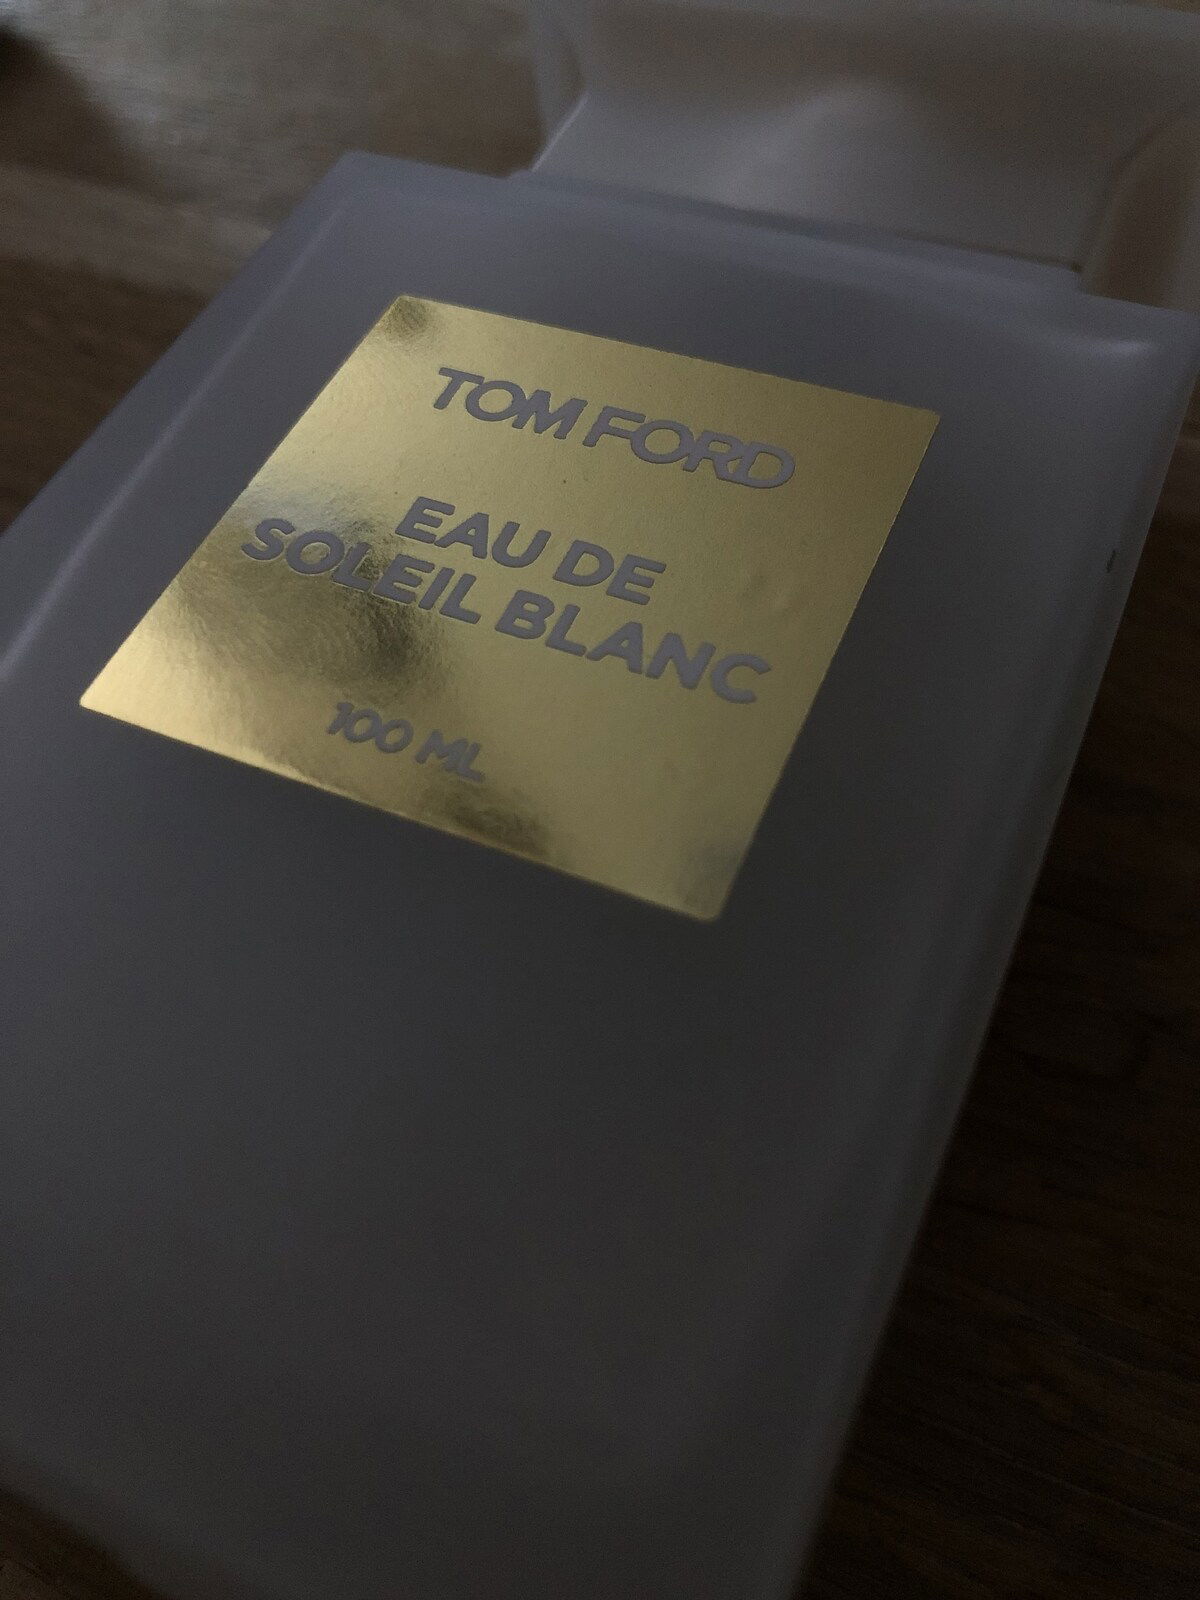 TOM FORD
EAU DE
SOLEIL BLANC
100 ML